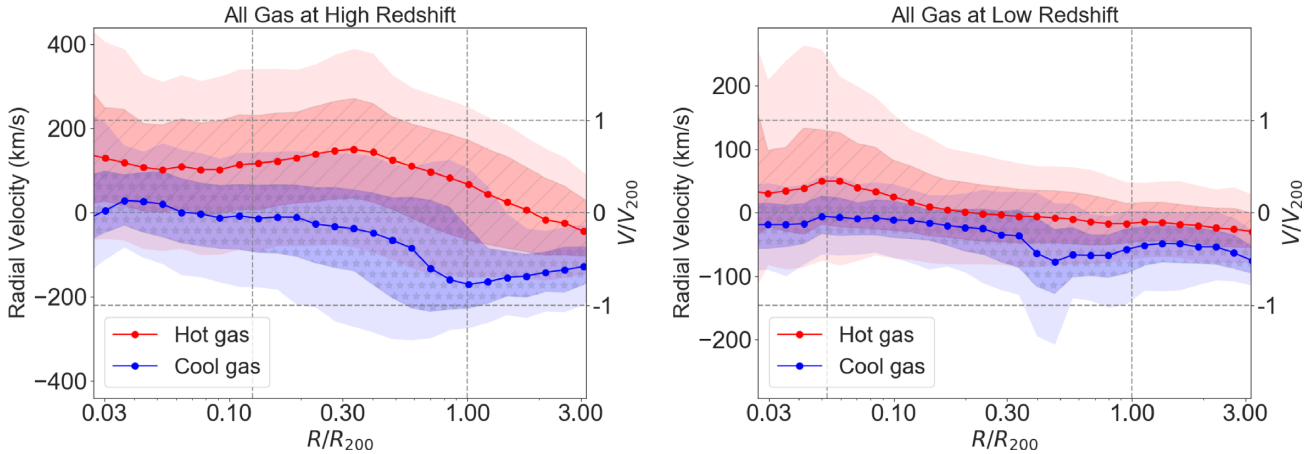 All Gas at High Redshift
400
200
0
−200
−400
Radial Velocity (km/s)
1
0
-1
V/V200
0.03
0.10
0.30
1.00
3.00
R/R200
Hot gas
Cool gas
All Gas at Low Redshift
200
100
0
−100
−200
Radial Velocity (km/s)
1
0
-1
V/V200
0.03
0.10
0.30
1.00
3.00
R/R200
Hot gas
Cool gas